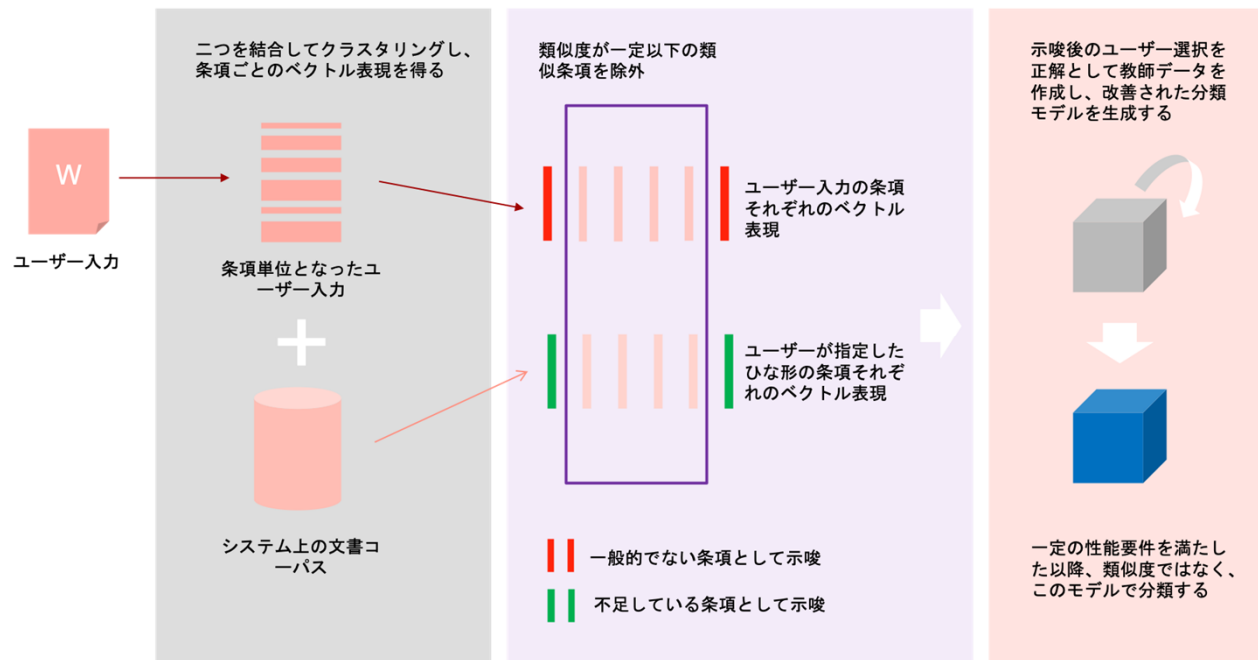 二つを結合してクラスタリングし、
条項ごとのベクトル表現を得る
W
ユーザー入力
条項単位となったユ
ーザー入力
システム上の文書コ
ーパス
類似度が一定以下の類
似条項を除外
ユーザー入力の条項
それぞれのベクトル
表現
ユーザーが指定した
ひな形の条項それぞ
れのベクトル表現
一般的でない条項として示唆
不足している条項として示唆
示唆後のユーザー選択を
正解として教師データを
作成し、改善された分類
モデルを生成する
一定の性能要件を満たし
た以降、類似度ではなく、
このモデルで分類する